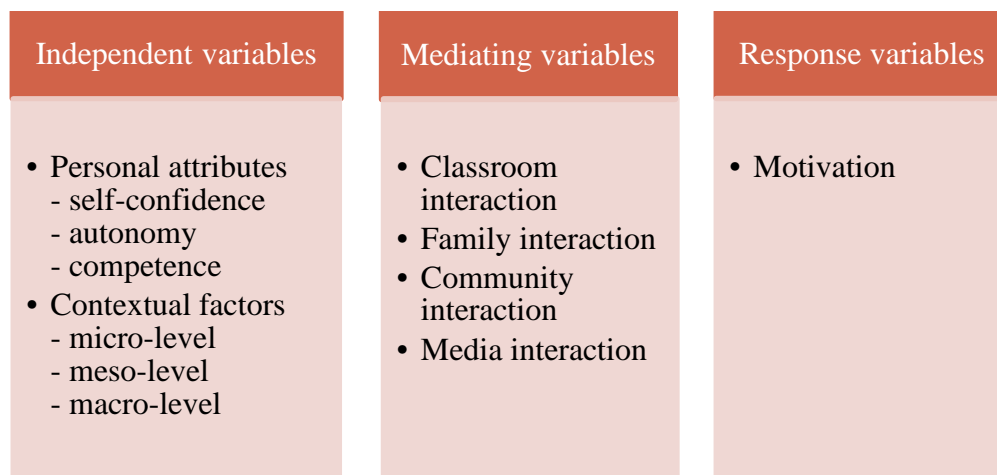 Independent variables
• Personal attributes
- self-confidence
- autonomy
- competence
• Contextual factors
- micro-level
- meso-level
- macro-level
Mediating variables
• Classroom
interaction
• Family interaction
• Community
interaction
• Media interaction
Response variables
• Motivation